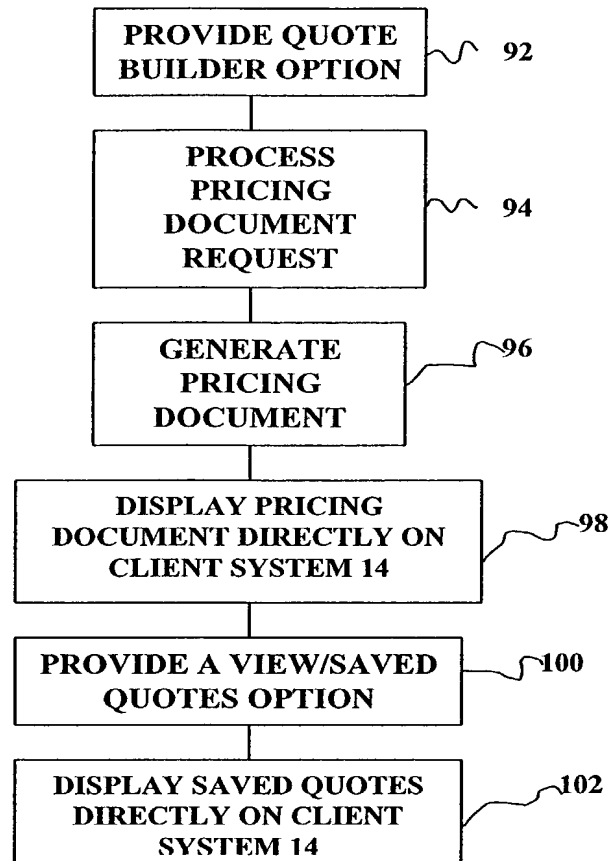 PROVIDE QUOTE
BUILDER OPTION
92
PROCESS
PRICING
DOCUMENT
REQUEST
94
GENERATE
PRICING
DOCUMENT
96
DISPLAY PRICING
DOCUMENT DIRECTLY ON
CLIENT SYSTEM 14
98
PROVIDE A VIEW/SAVED
QUOTES OPTION
100
DISPLAY SAVED QUOTES
DIRECTLY ON CLIENT
SYSTEM 14
102